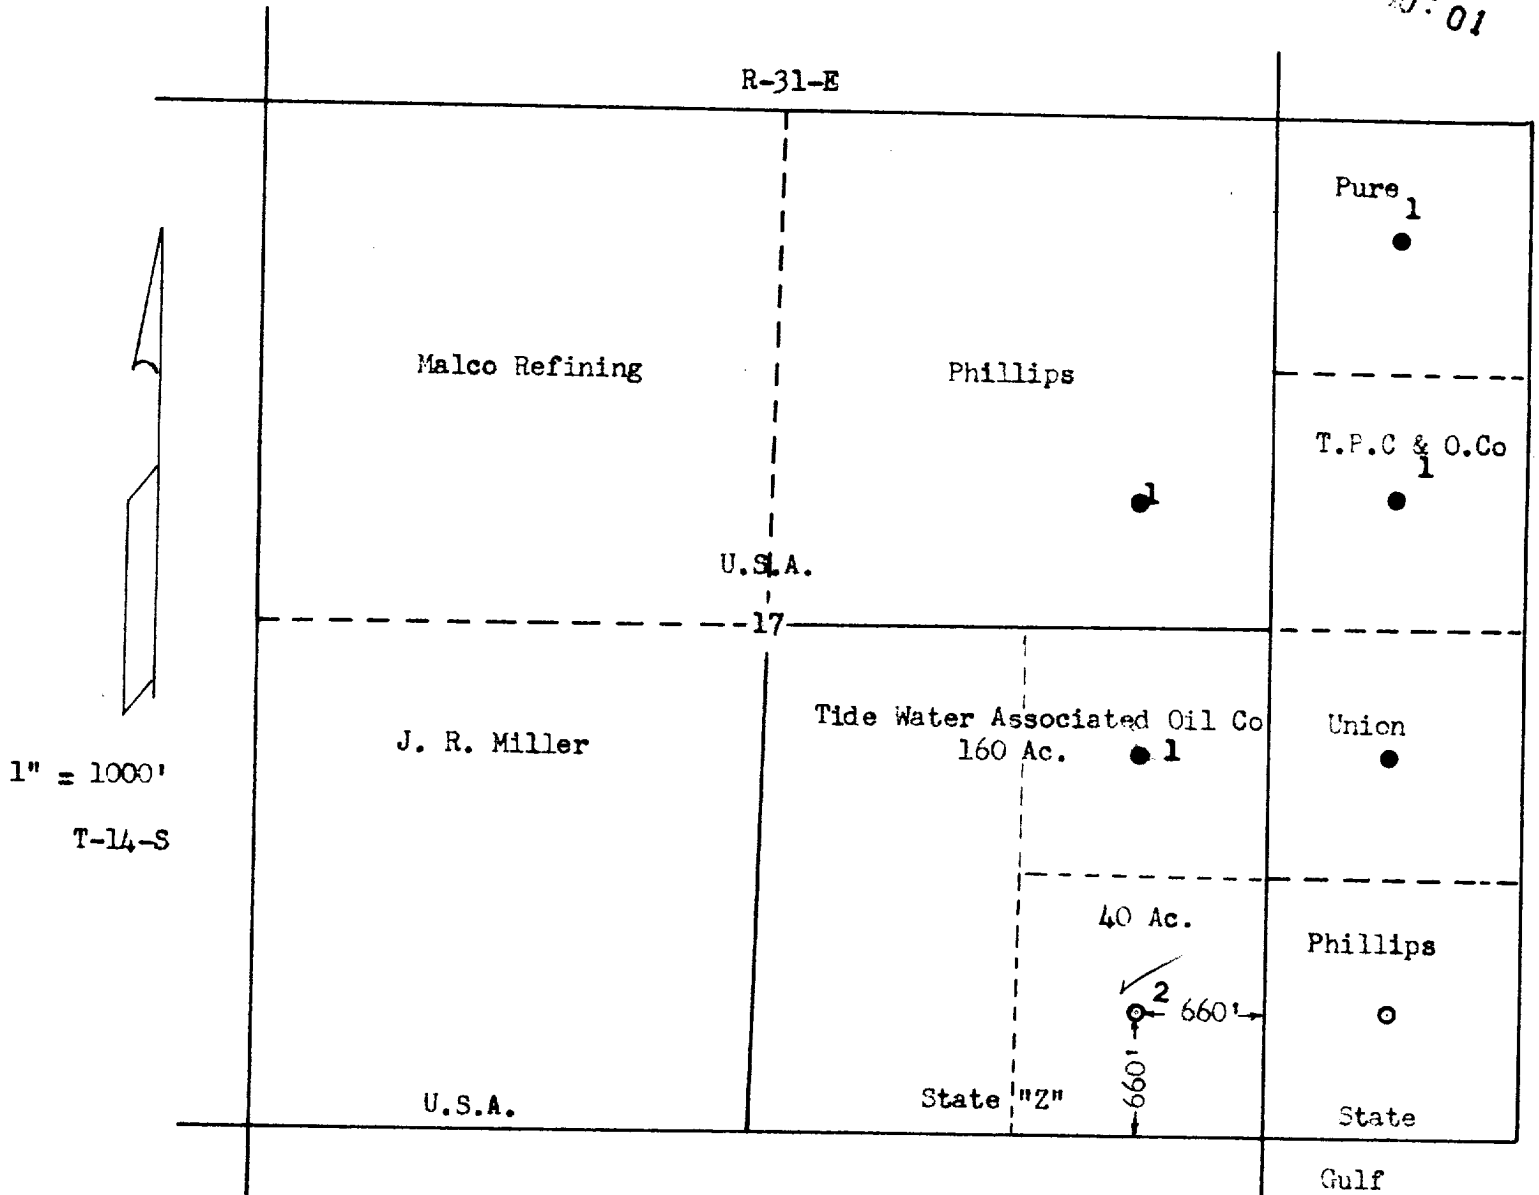 01
R-31-E
Pure
1
Malco Refining
Phillips
T.P.C & O.Co
1
1
U.S.A.
17
Tide Water Associated Oil Co
160 Ac.
1
Union
J. R. Miller
1" = 1000'
T-14-S
40 Ac.
Phillips
2
660'
660'
State "Z"
U.S.A.
State
Gulf